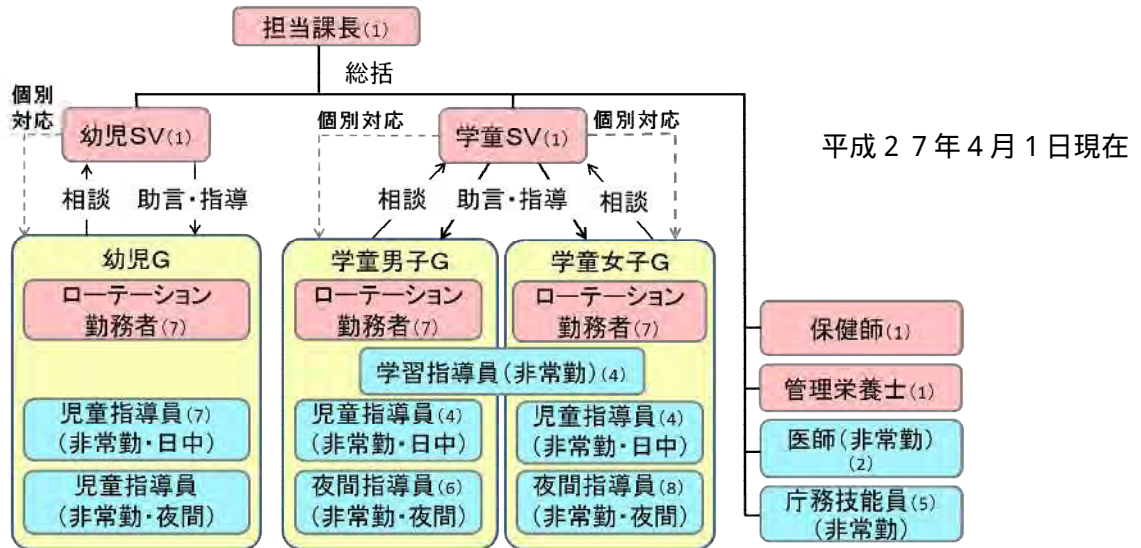 担当課長(1)
総括
個別
対応
幼児SV(1)
個別対応
学童SV(1)
個別対応
平成２７年４月１日現在
相談
助言・指導
相談
助言・指導
相談
幼児G
ローテーション
勤務者(7)
児童指導員(7)
(非常勤・日中)
児童指導員
(非常勤・夜間)
学童男子G
ローテーション
勤務者(7)
学童女子G
ローテーション
勤務者(7)
学習指導員(非常勤)(4)
児童指導員(4)
(非常勤・日中)
児童指導員(4)
(非常勤・日中)
夜間指導員(6)
(非常勤・夜間)
夜間指導員(8)
(非常勤・夜間)
保健師(1)
管理栄養士(1)
医師(非常勤)
(2)
庁務技能員(5)
(非常勤)